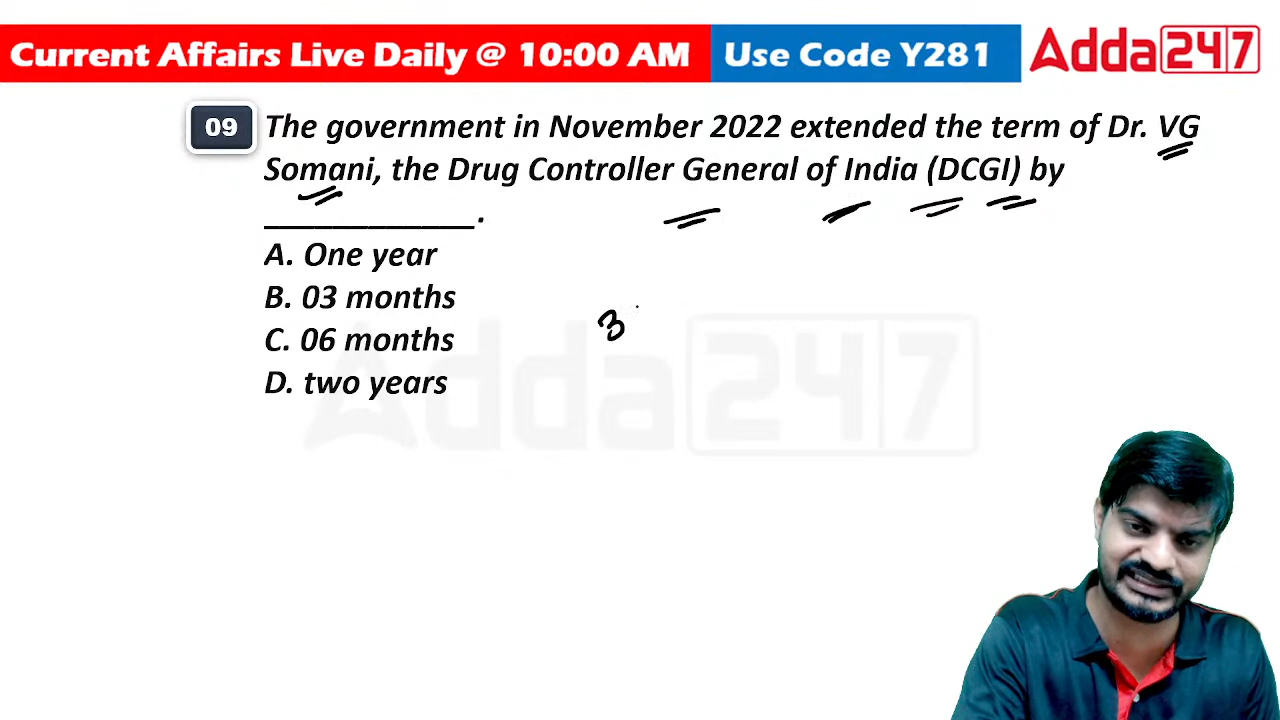 Current Affairs Live Daily @ 10:00 AM Use Code Y281 Adda247
09 The government in November 2022 extended the term of Dr. VG
Somani, the Drug Controller General of India (DCGI) by
____________.
A. One year
B. 03 months
3
C. 06 months
D. two years
Adda247